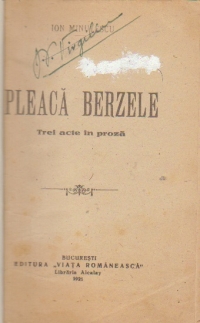 ION MINULESCU
PLEACĂ BERZELE
Trei acte în proză
BUCUREȘTI
EDITURA „VIAȚA ROMÂNEASCĂ”
Librăria Alcalay